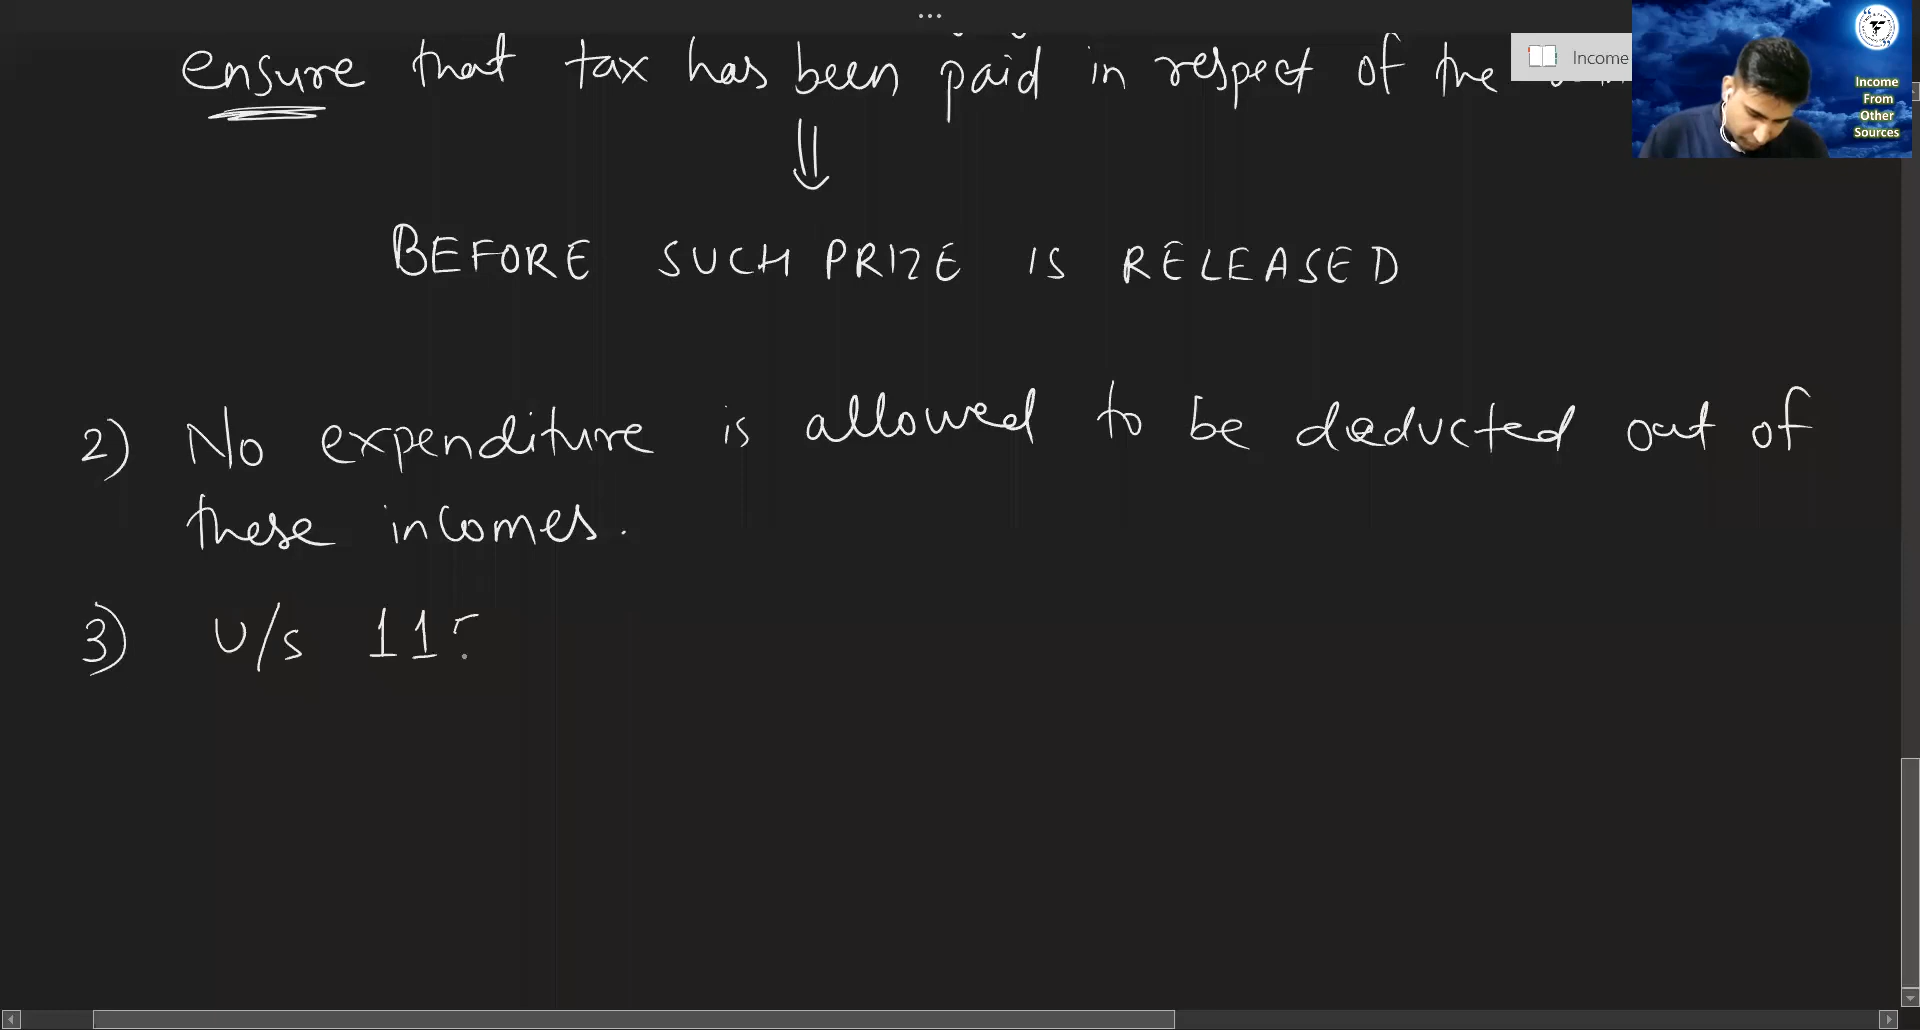 ensure that tax has been paid in respect of the
Income
Income
From
Other
Sources
BEFORE SUCH PRIZE IS RELEASED
2) No expenditure is allowed to be deducted out of
these incomes.
3) U/s 115